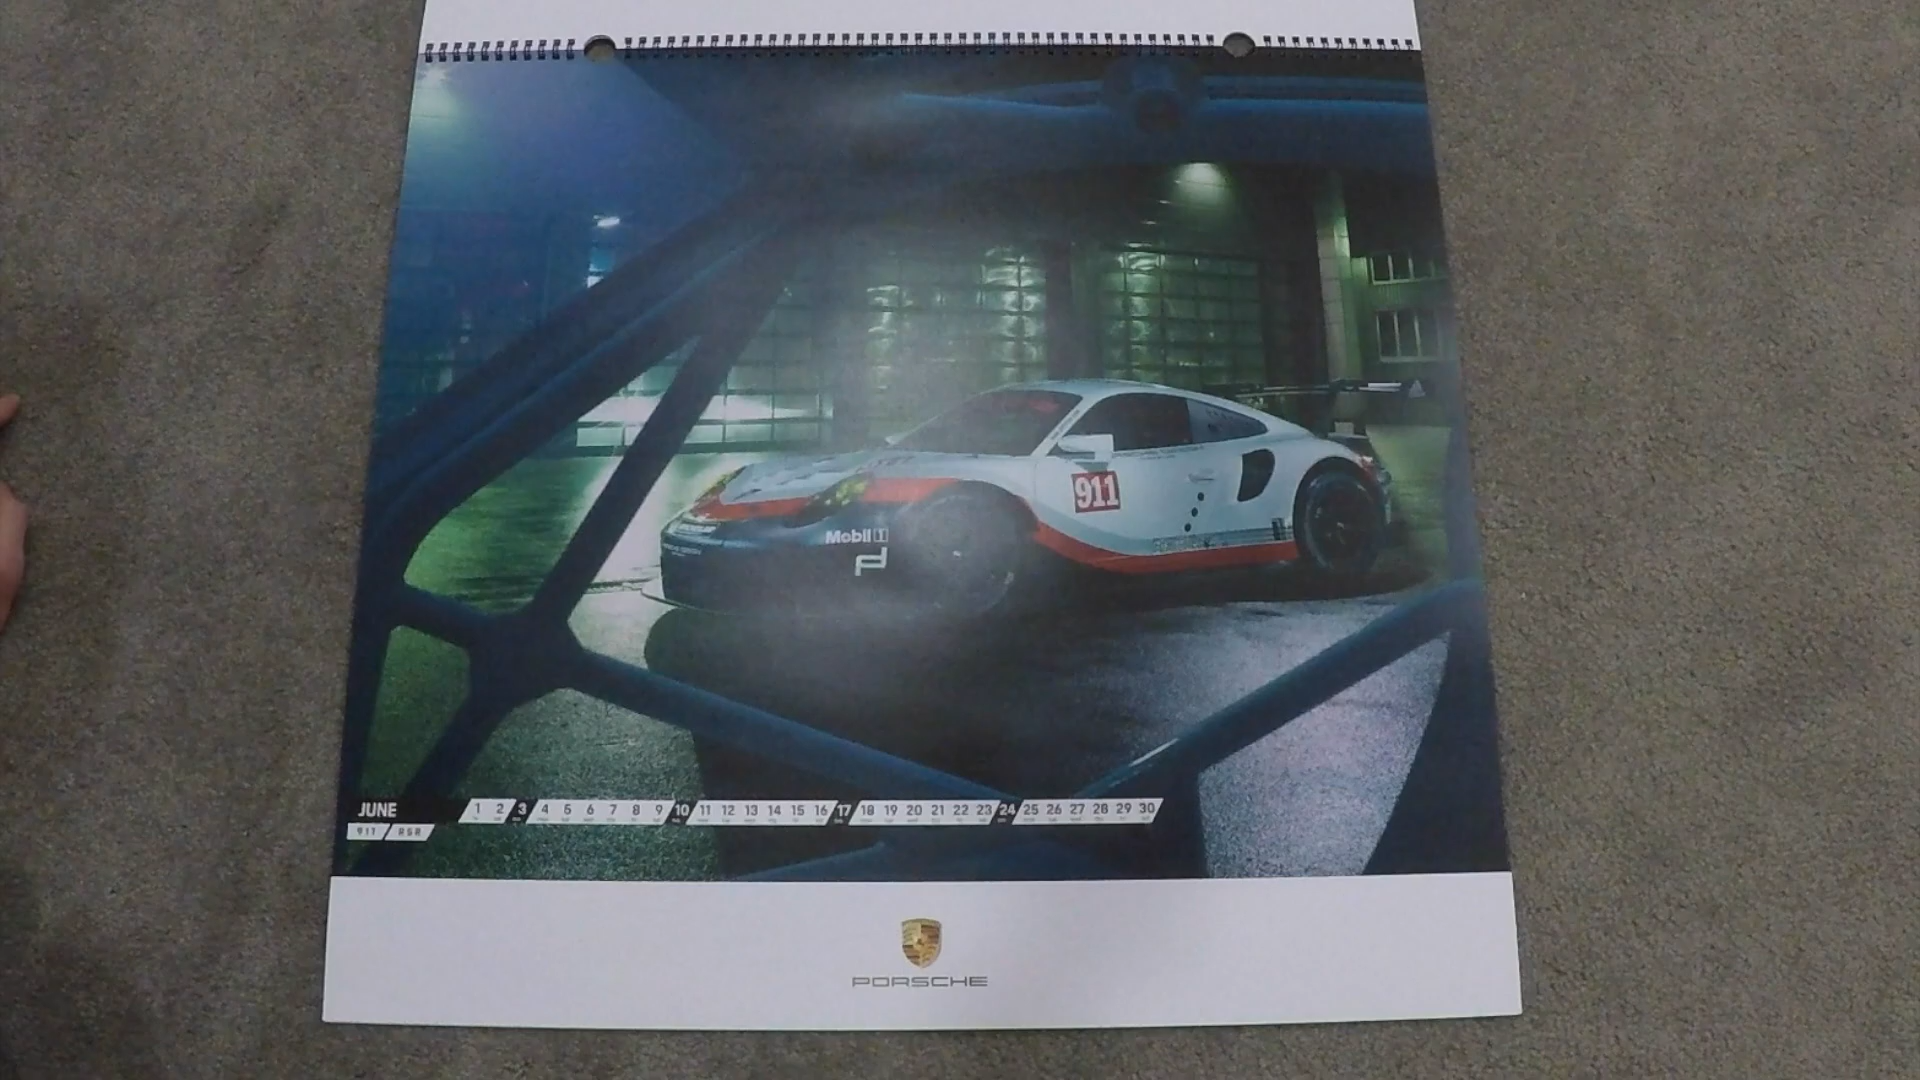 911
Mobil 1
JUNE 1 2 3 4 5 6 7 8 9 10 11 12 13 14 15 16 17 18 19 20 21 22 23 24 25 26 27 28 29 30
911 RSR
PORSCHE